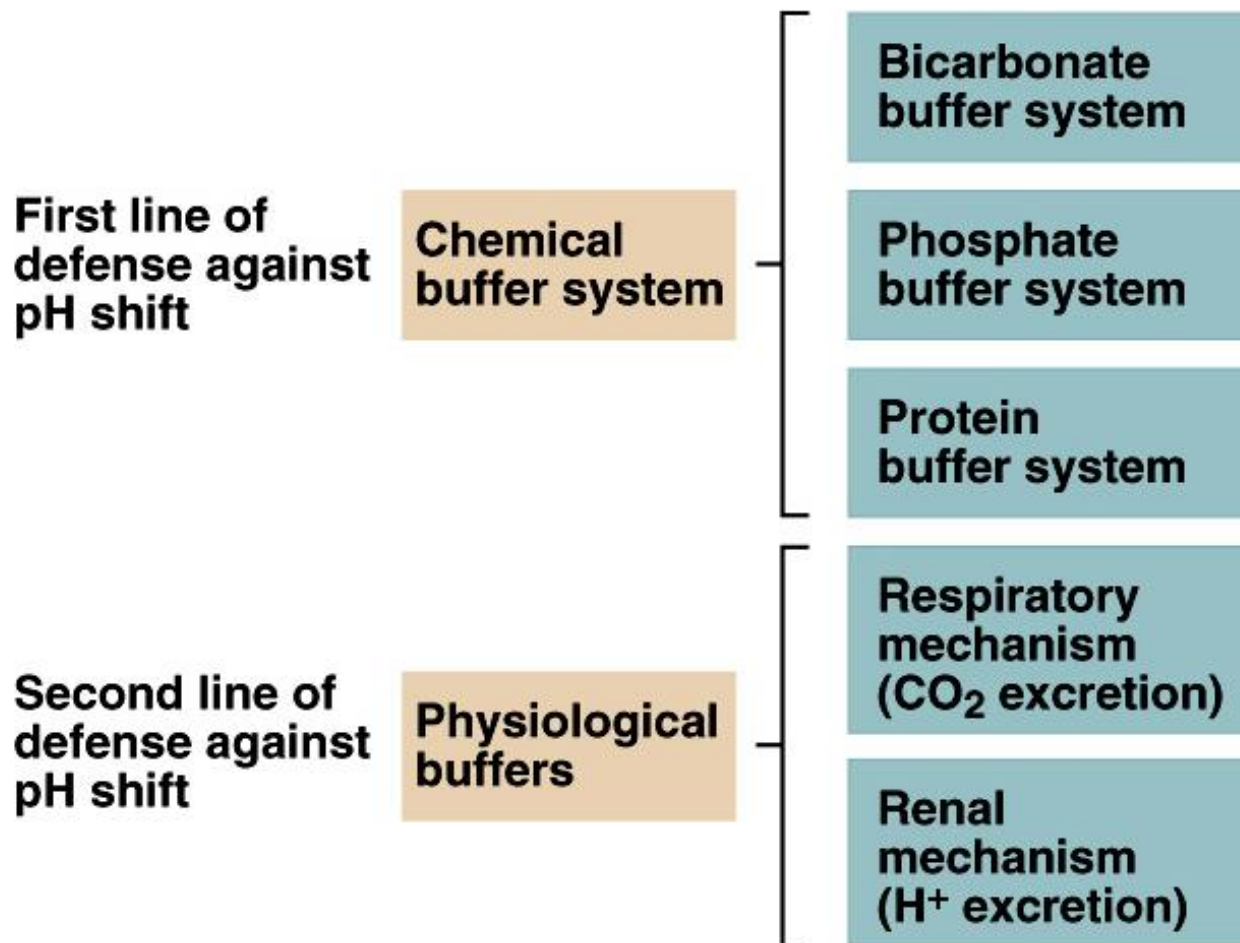 First line of
defense against
pH shift
Chemical
buffer system
Bicarbonate
buffer system
Phosphate
buffer system
Protein
buffer system
Second line of
defense against
pH shift
Physiological
buffers
Respiratory
mechanism
(CO₂ excretion)
Renal
mechanism
(H⁺ excretion)